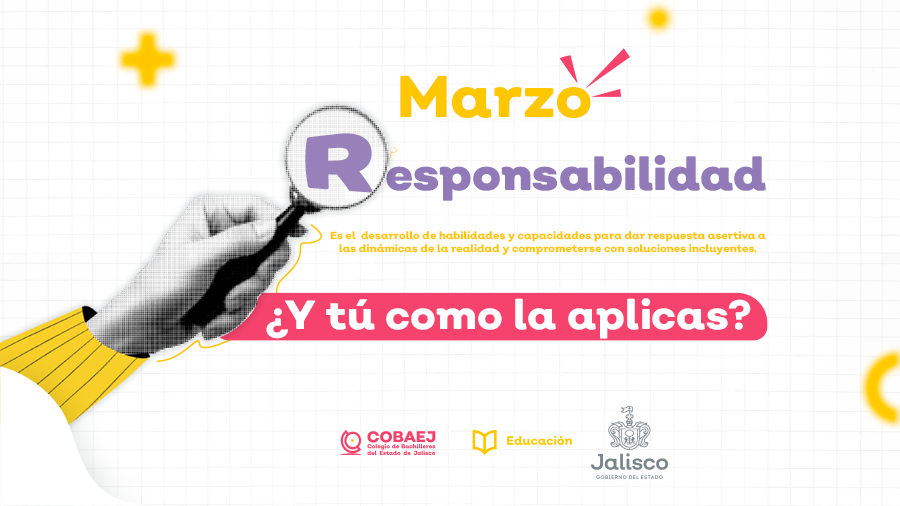 Marzo
Responsabilidad
Es el desarrollo de habilidades y capacidades para dar respuesta asertiva a
las dinámicas de la realidad y comprometerse con soluciones incluyentes.
¿Y tú como la aplicas?
COBAEJ
Colegio de Bachilleres
del Estado de Jalisco
Educación
Jalisco
GOBIERNO DEL ESTADO